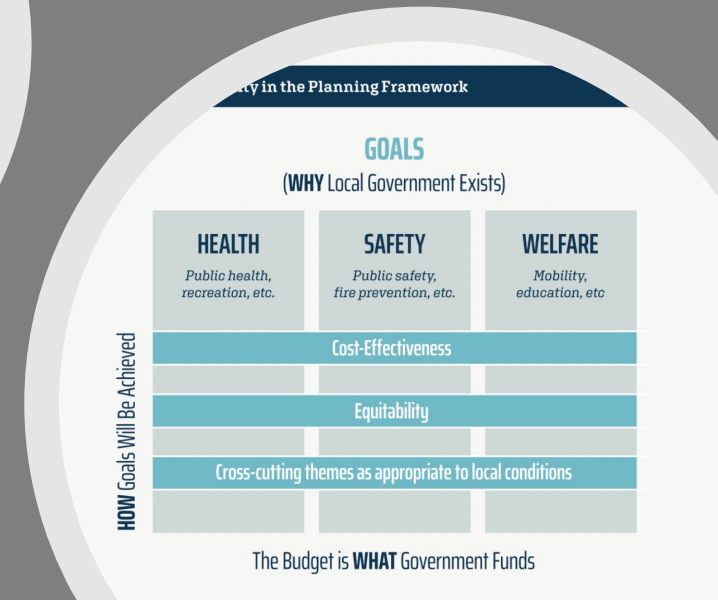 in the Planning Framework
GOALS
(WHY Local Government Exists)
HEALTH
Public health,
recreation, etc.
SAFETY
Public safety,
fire prevention, etc.
WELFARE
Mobility,
education, etc
HOW Goals Will Be Achieved
Cost-Effectiveness
Equitability
Cross-cutting themes as appropriate to local conditions
The Budget is WHAT Government Funds